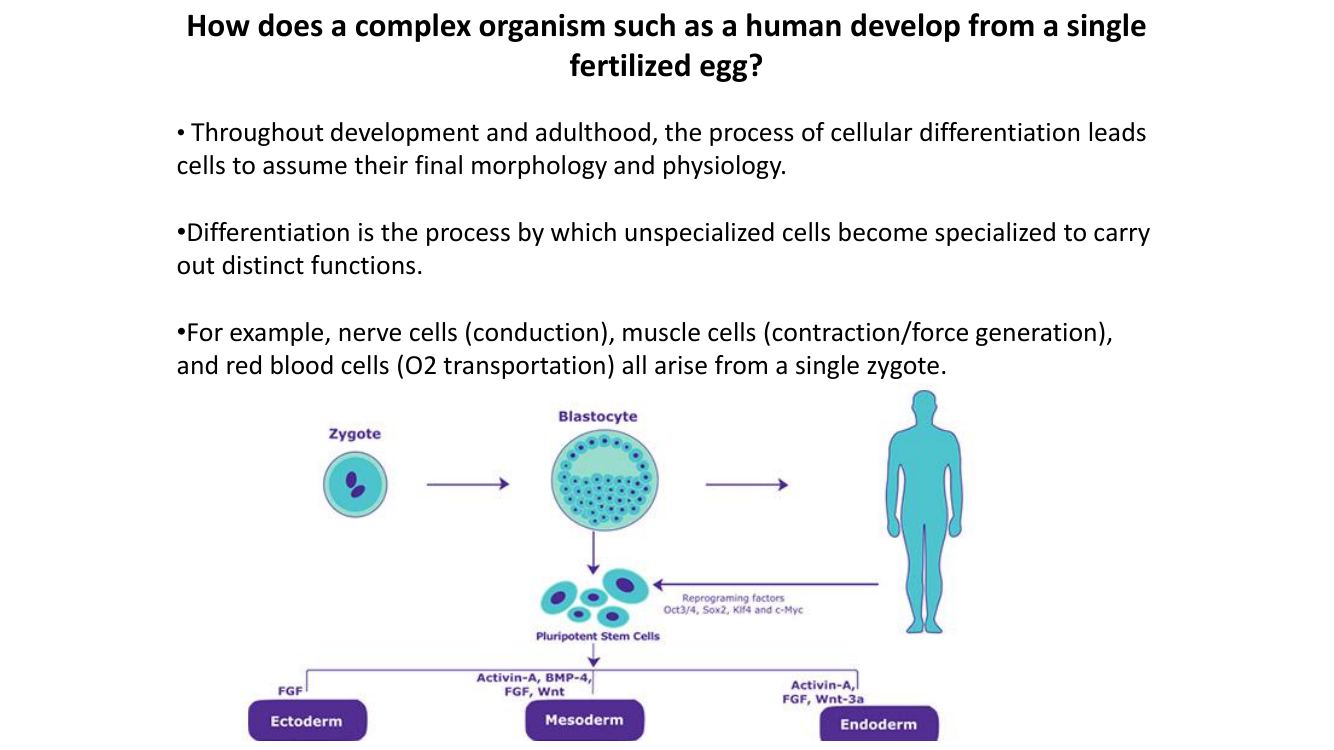 How does a complex organism such as a human develop from a single
fertilized egg?
• Throughout development and adulthood, the process of cellular differentiation leads
cells to assume their final morphology and physiology.
•Differentiation is the process by which unspecialized cells become specialized to carry
out distinct functions.
•For example, nerve cells (conduction), muscle cells (contraction/force generation),
and red blood cells (O2 transportation) all arise from a single zygote.
Zygote
Blastocyte
Reprograming factors
Oct3/4, Sox2, Klf4 and c-Myc
Pluripotent Stem Cells
FGF
Activin-A, BMP-4,
FGF, Wnt
Activin-A,
FGF, Wnt-3a
Ectoderm
Mesoderm
Endoderm